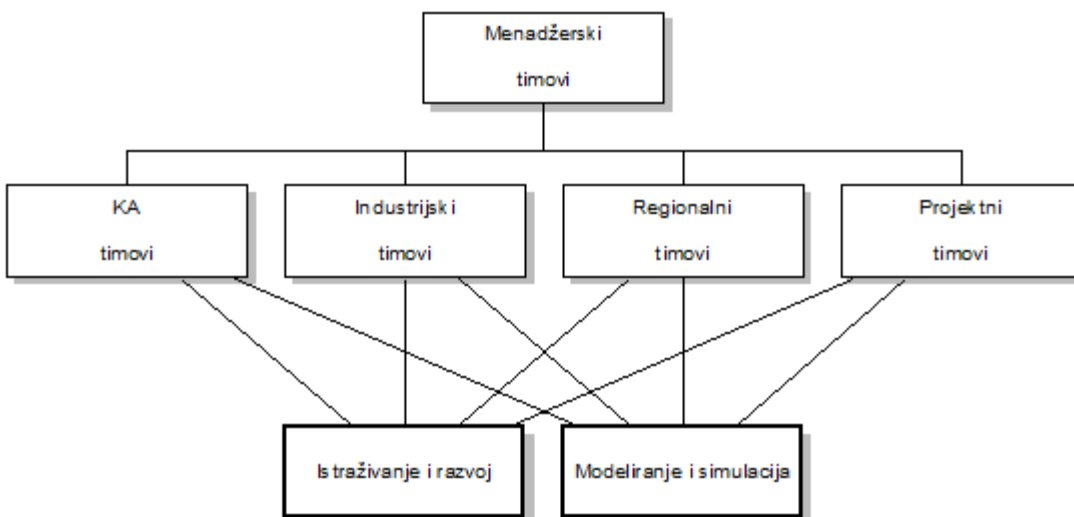 Menadžerski
timovi
KA
timovi
Industrijski
timovi
Regionalni
timovi
Projektni
timovi
Istraživanje i razvoj
Modeliranje i simulacija